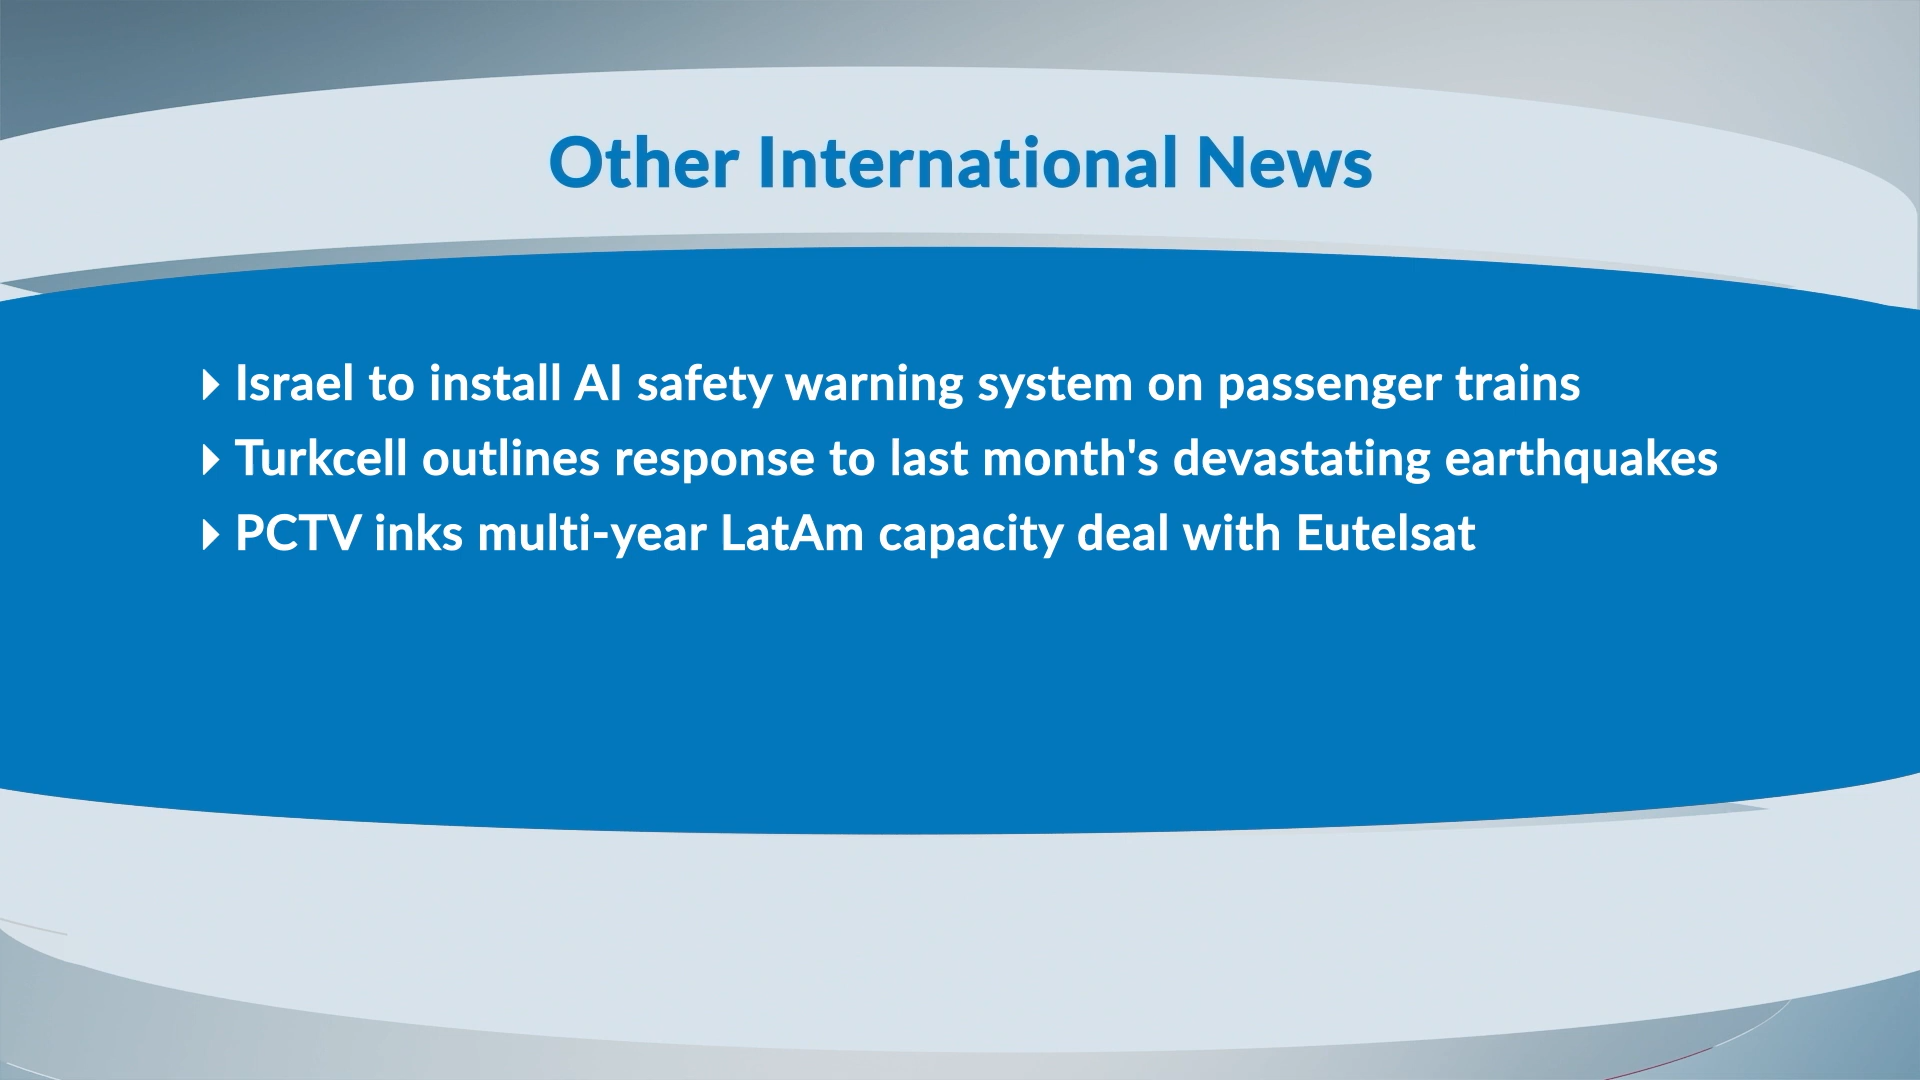 Other International News
Israel to install AI safety warning system on passenger trains
Turkcell outlines response to last month's devastating earthquakes
PCTV inks multi-year LatAm capacity deal with Eutelsat